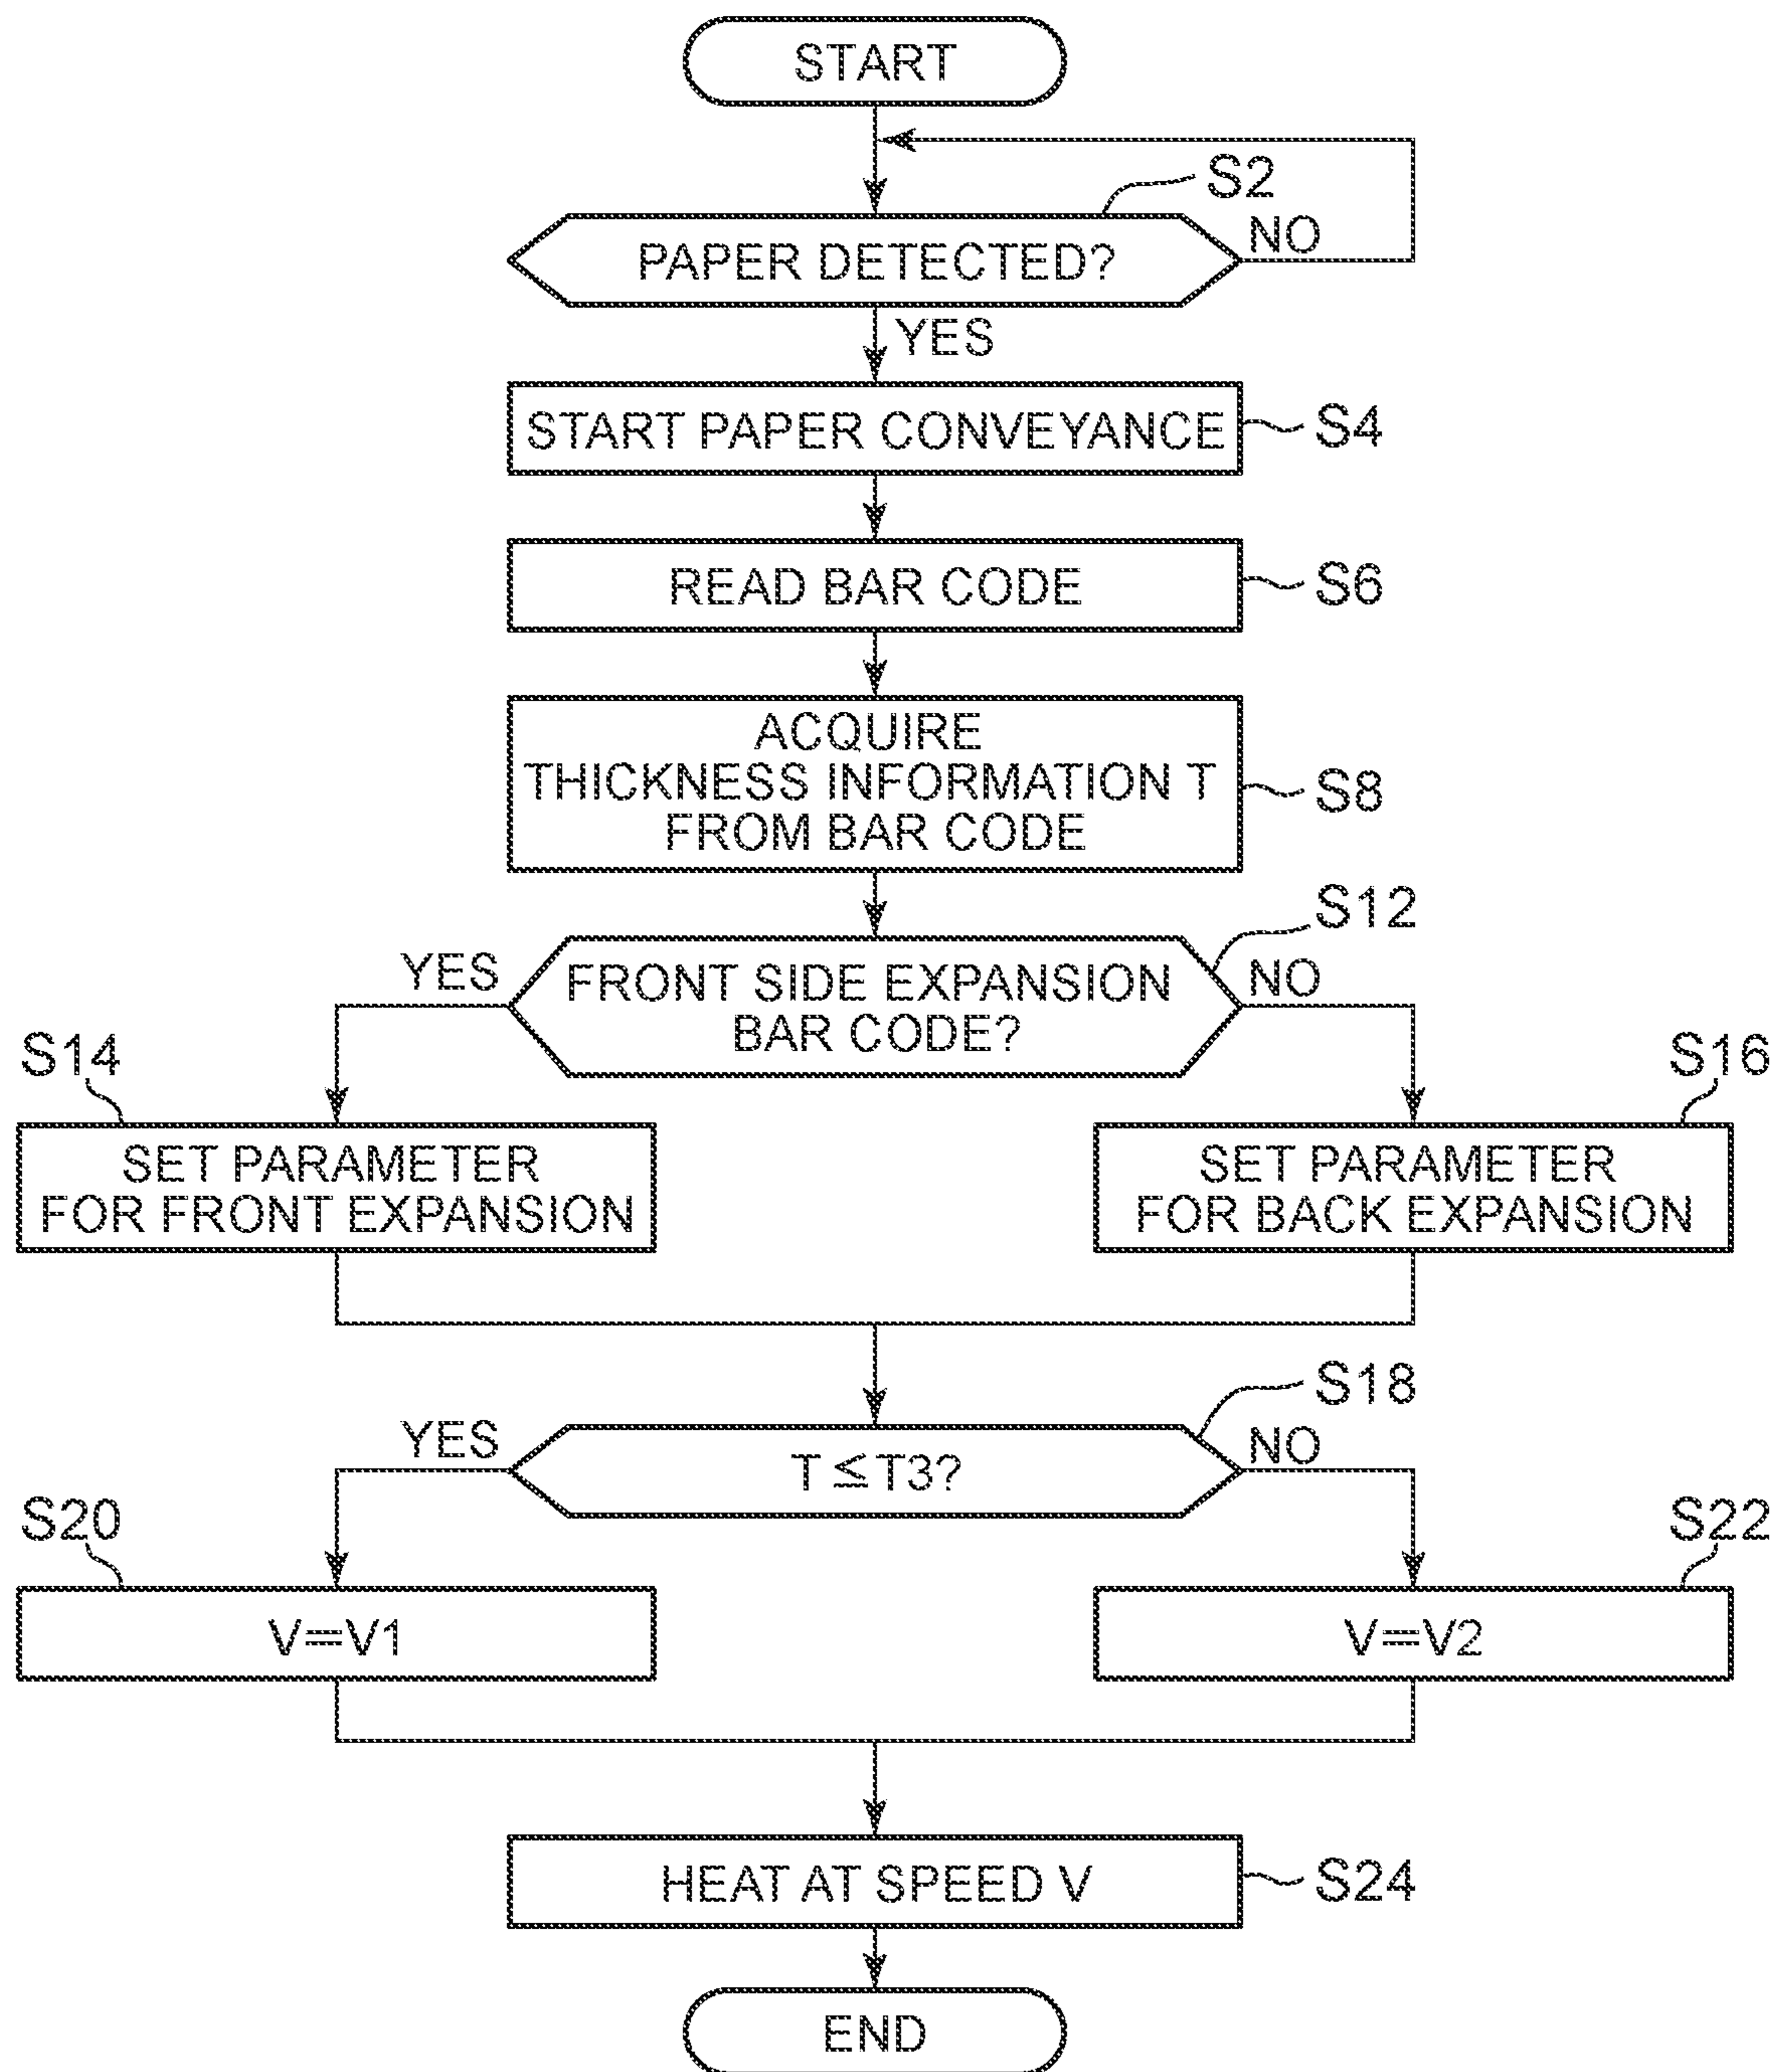 START
S2
PAPER DETECTED?
NO
YES
START PAPER CONVEYANCE
S4
READ BAR CODE
S6
ACQUIRE
THICKNESS INFORMATION T
FROM BAR CODE
S8
S12
YES
FRONT SIDE EXPANSION
BAR CODE?
NO
S14
SET PARAMETER
FOR FRONT EXPANSION
S16
SET PARAMETER
FOR BACK EXPANSION
S18
YES
T≦T3?
NO
S20
V=V1
S22
V=V2
HEAT AT SPEED V
S24
END